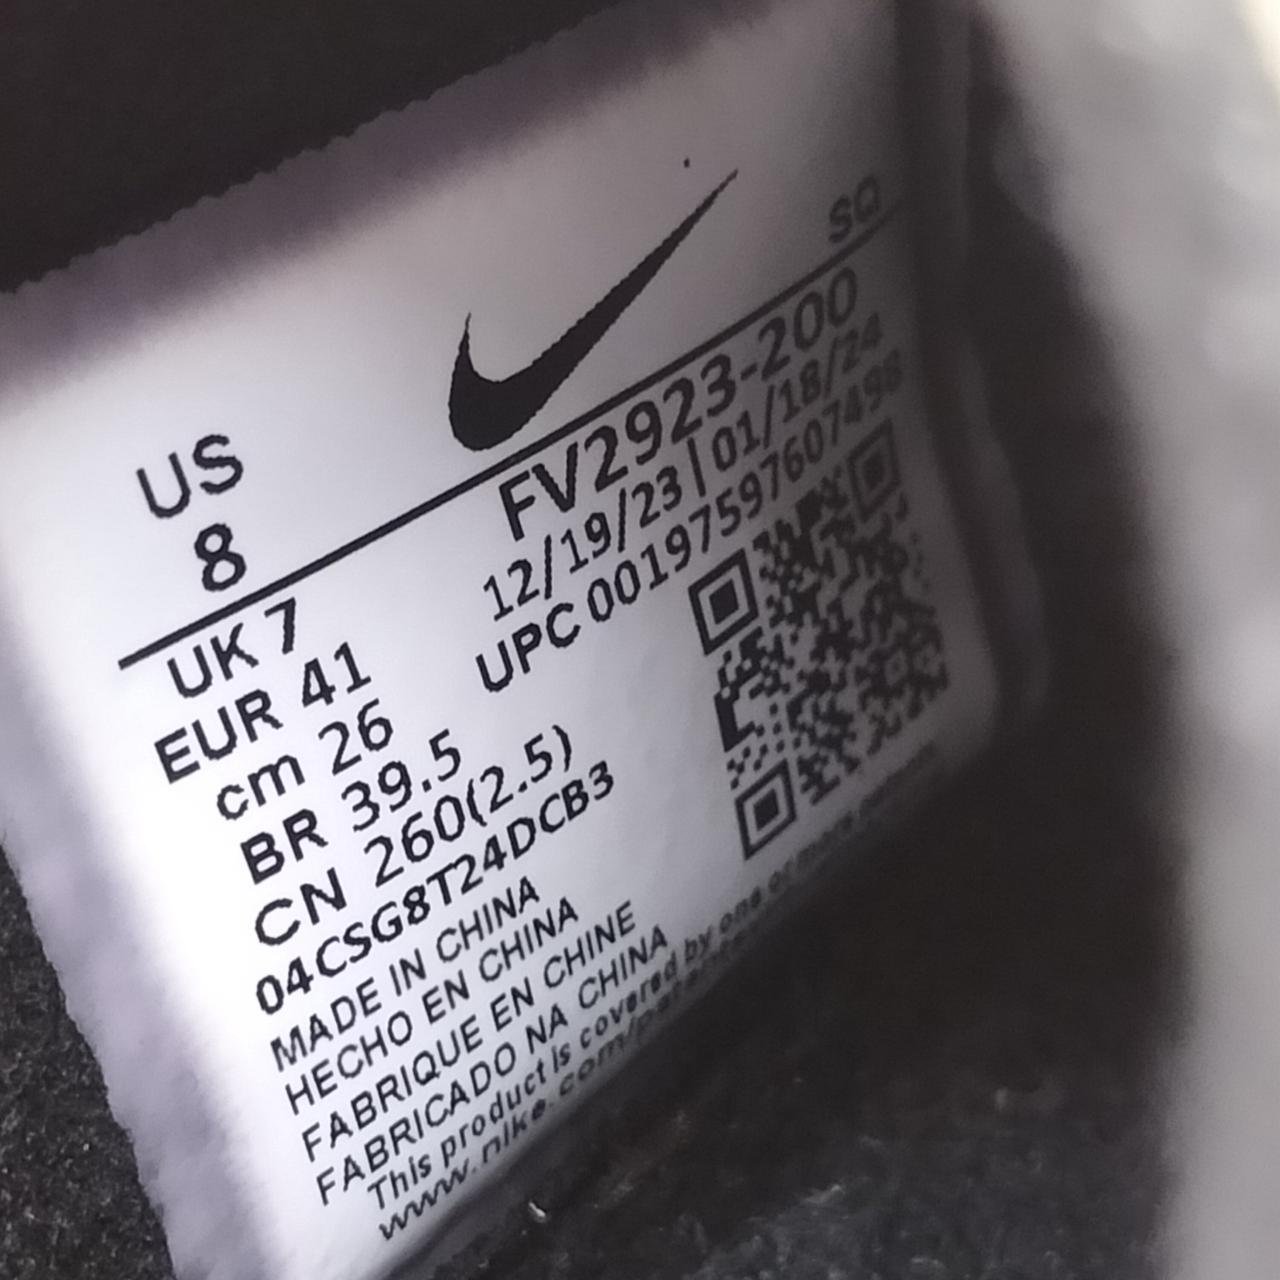 SQ
US
8
FV2923-200
12/19/23 | 01/18/24
UPC 00197597607498
UK 7
EUR 41
cm 26
BR 39.5
CN 260(2.5)
04CSG8T24DCB3
MADE IN CHINA
HECHO EN CHINA
FABRIQUE EN CHINE
FABRICADO NA CHINA
This product is covered by one or more
www.nike.com/patents